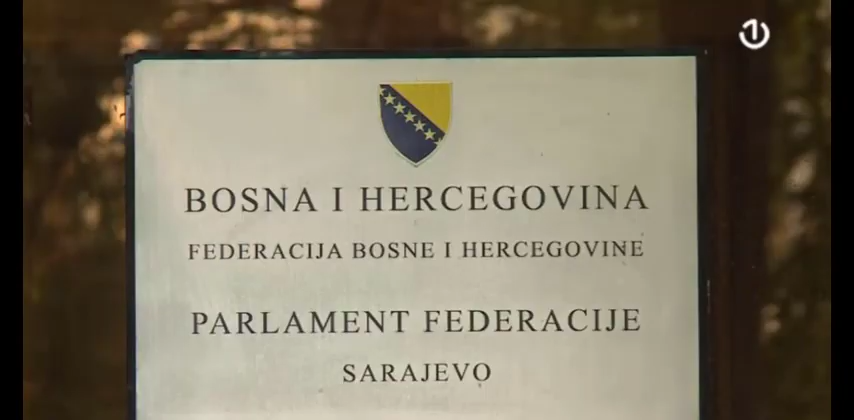 BOSNA I HERCEGOVINA
FEDERACIJA BOSNE I HERCEGOVINE
PARLAMENT FEDERACIJE
SARAJEVO